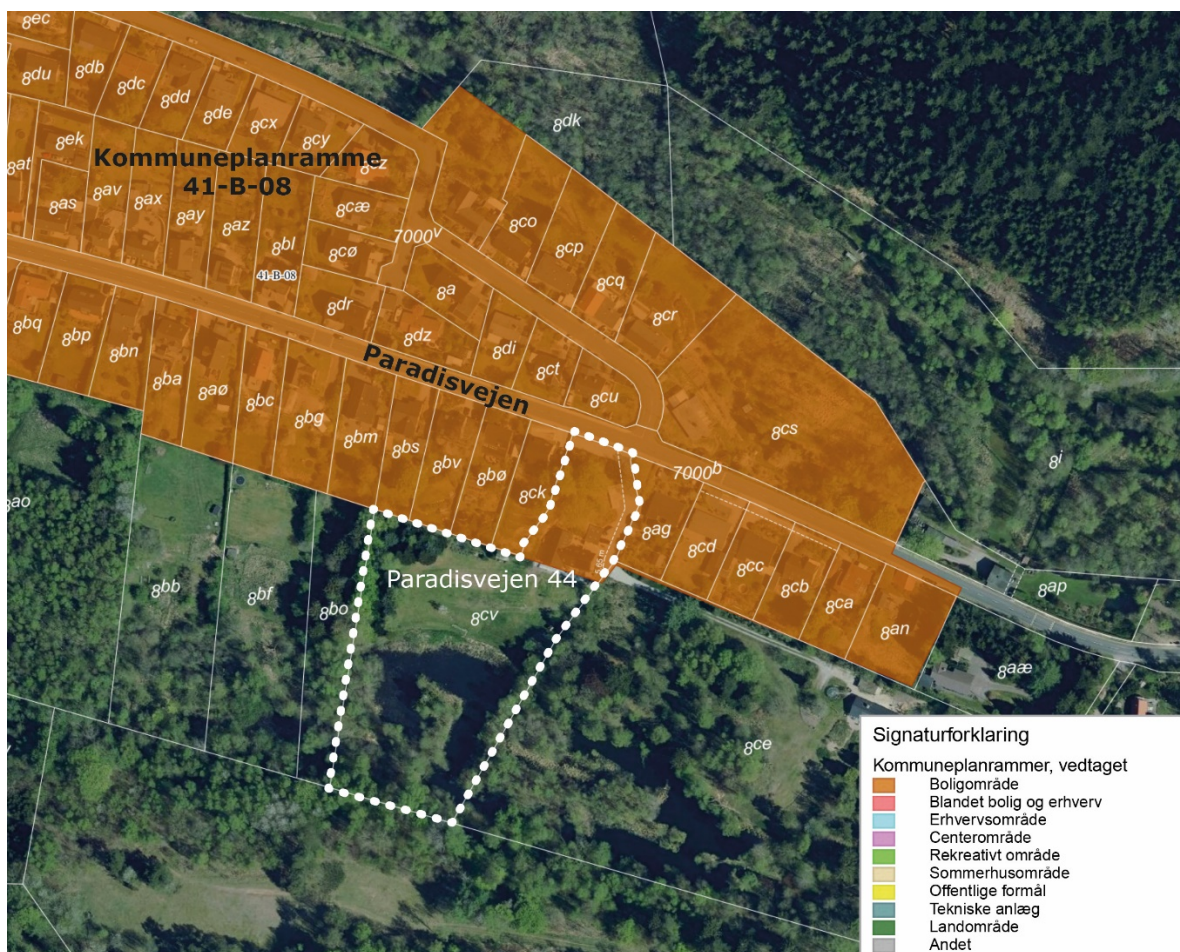 8ec
8du
8db
8dc
8dd
8de
8cx
8cy
8cz
8dk
8at
8ek
Kommuneplanramme
41-B-08
8as
8av
8ax
8ay
8az
8bl
8cæ
8cø
7000v
8co
8cp
8cq
8cr
41-B-08
8a
8dr
8dz
8di
8ct
8cu
8cs
8bq
8bp
8bn
8ba
8aø
8bc
8bg
8bm
8bs
8bv
8bø
8ck
Paradisvejen
7000b
8i
8ag
8cd
8cc
8cb
8ca
8an
8ap
8aæ
8ao
8bb
8bf
8bo
Paradisvejen 44
8cv
8ce
Signaturforklaring
Kommuneplanrammer, vedtaget
Boligområde
Blandet bolig og erhverv
Erhvervsområde
Centerområde
Rekreativt område
Sommerhusområde
Offentlige formål
Tekniske anlæg
Landområde
Andet